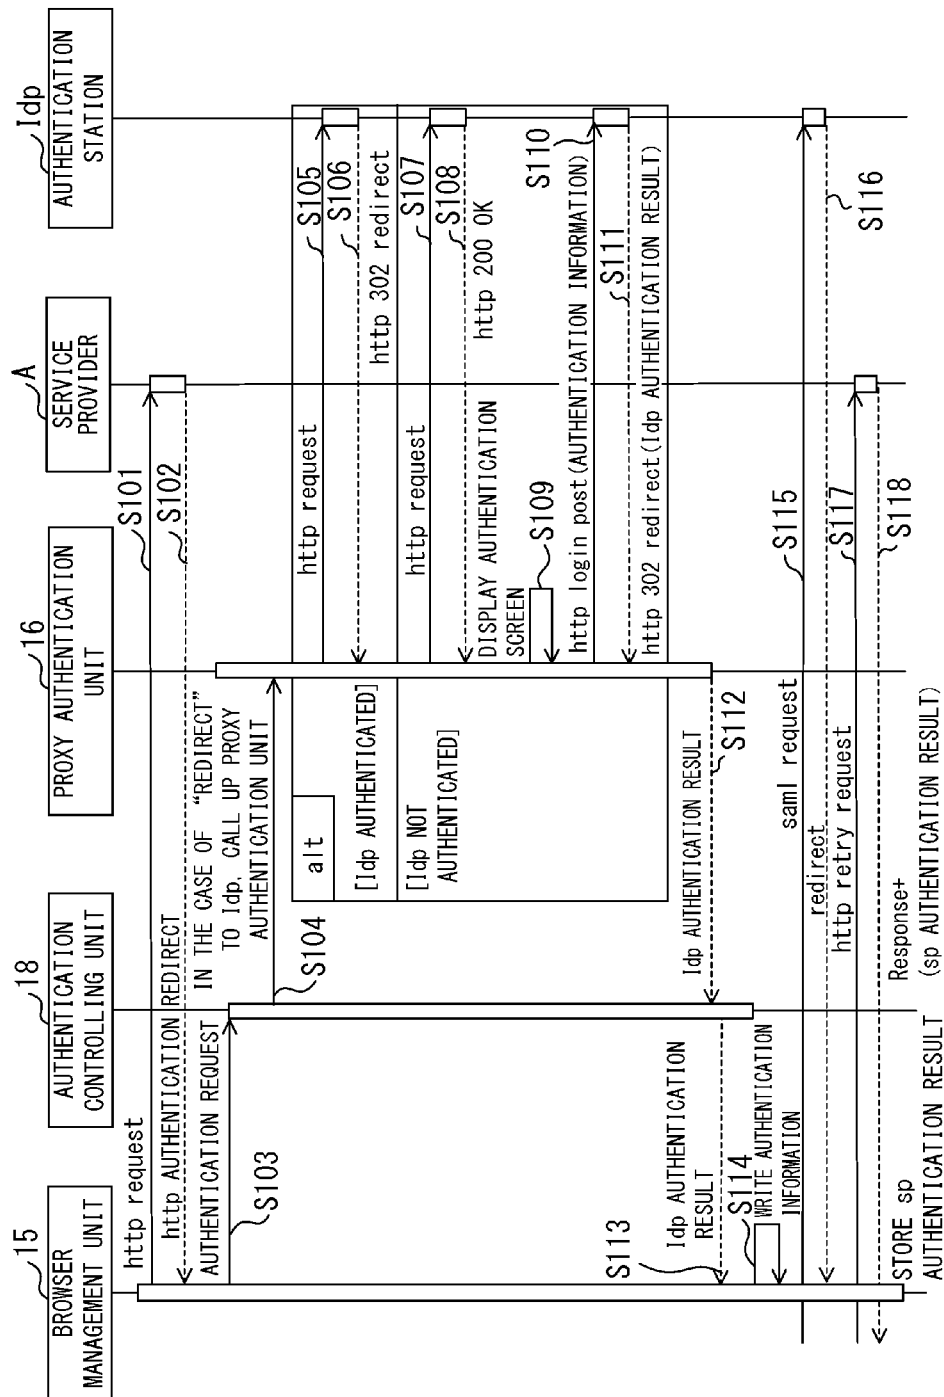 15
BROWSER
MANAGEMENT UNIT
18
AUTHENTICATION
CONTROLLING UNIT
16
PROXY AUTHENTICATION
UNIT
A
SERVICE
PROVIDER
Idp
AUTHENTICATION
STATION
http request
S101
http AUTHENTICATION REDIRECT
S102
AUTHENTICATION REQUEST
S103
IN THE CASE OF "REDIRECT"
TO Idp, CALL UP PROXY
AUTHENTICATION UNIT
S104
alt
[Idp AUTHENTICATED]
http request
S105
S106
http 302 redirect
[Idp NOT
AUTHENTICATED]
http request
S107
S108
http 200 OK
DISPLAY AUTHENTICATION
SCREEN
S109
http login post(AUTHENTICATION INFORMATION)
S110
S111
http 302 redirect(Idp AUTHENTICATION RESULT)
Idp AUTHENTICATION RESULT
S112
Idp AUTHENTICATION
RESULT
S113
S114
WRITE AUTHENTICATION
INFORMATION
saml request
S115
redirect
S116
http retry request
S117
S118
Response+
(sp AUTHENTICATION RESULT)
STORE sp
AUTHENTICATION RESULT